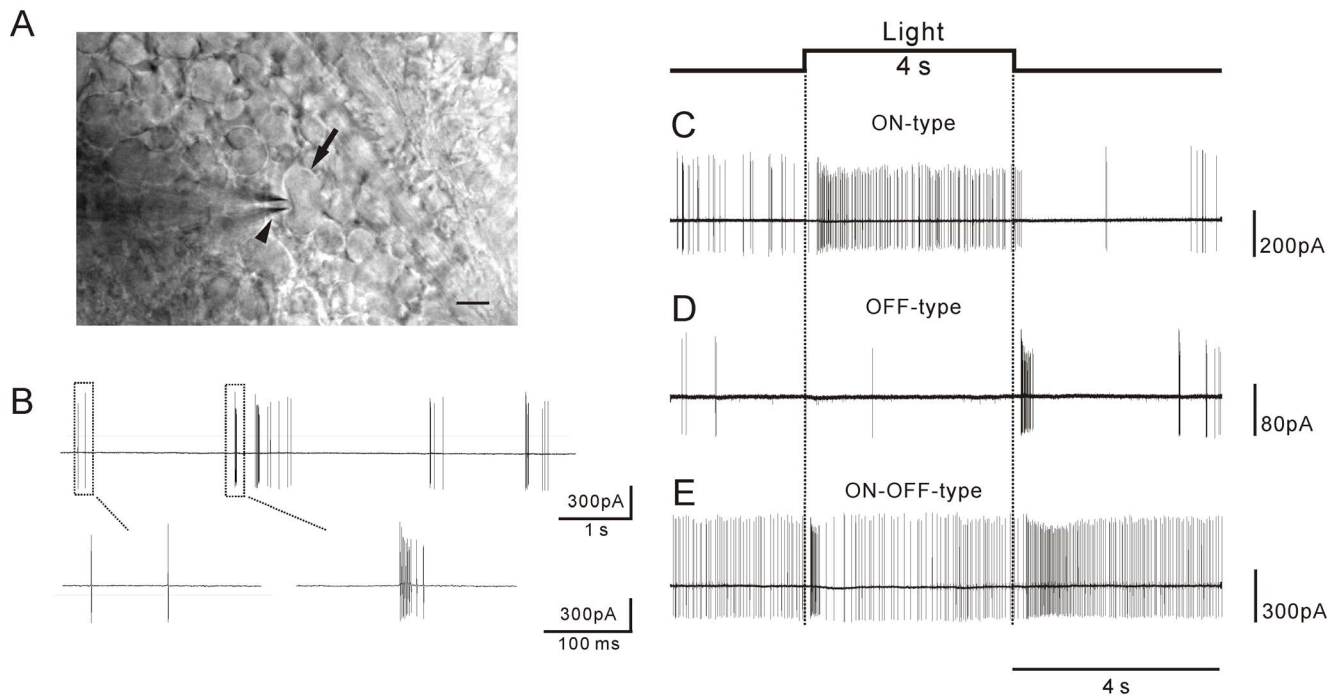 A
B
300pA
1 s
300pA
100 ms
Light
4 s
C
ON-type
200pA
D
OFF-type
80pA
E
ON-OFF-type
300pA
4 s